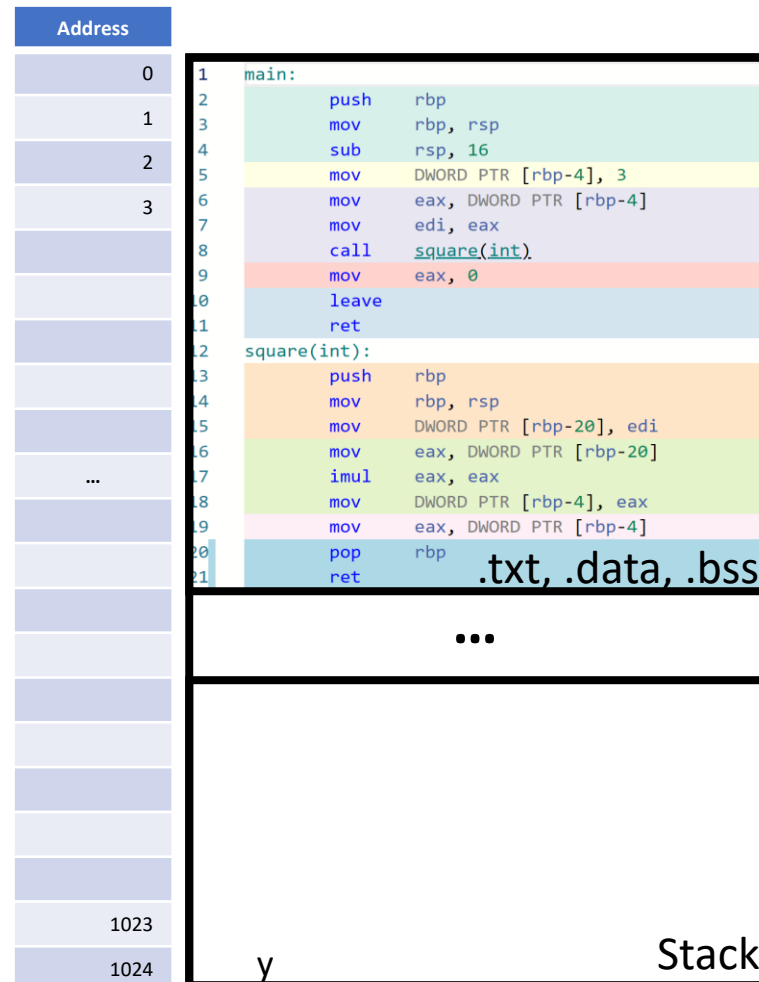 Address
0
1
2
3
...
1023
1024
1 main:
2 push rbp
3 mov rbp, rsp
4 sub rsp, 16
5 mov DWORD PTR [rbp-4], 3
6 mov eax, DWORD PTR [rbp-4]
7 mov edi, eax
8 call square(int)
9 mov eax, 0
10 leave
11 ret
12 square(int):
13 push rbp
14 mov rbp, rsp
15 mov DWORD PTR [rbp-20], edi
16 mov eax, DWORD PTR [rbp-20]
17 imul eax, eax
18 mov DWORD PTR [rbp-4], eax
19 mov eax, DWORD PTR [rbp-4]
20 pop rbp
21 ret
.txt, .data, .bss
...
y
Stack